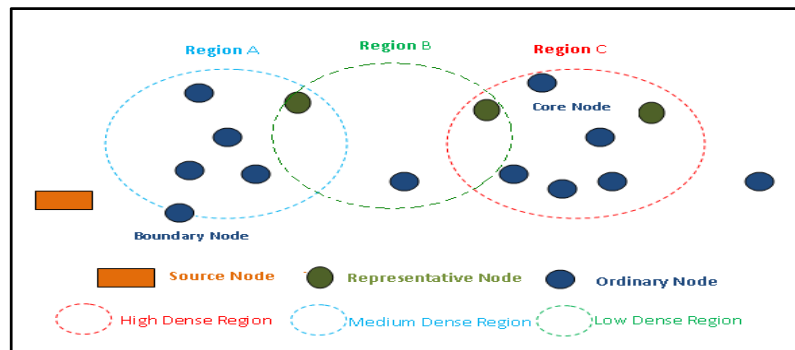 Region A
Region B
Region C
Core Node
Boundary Node
Source Node
Representative Node
Ordinary Node
High Dense Region
Medium Dense Region
Low Dense Region